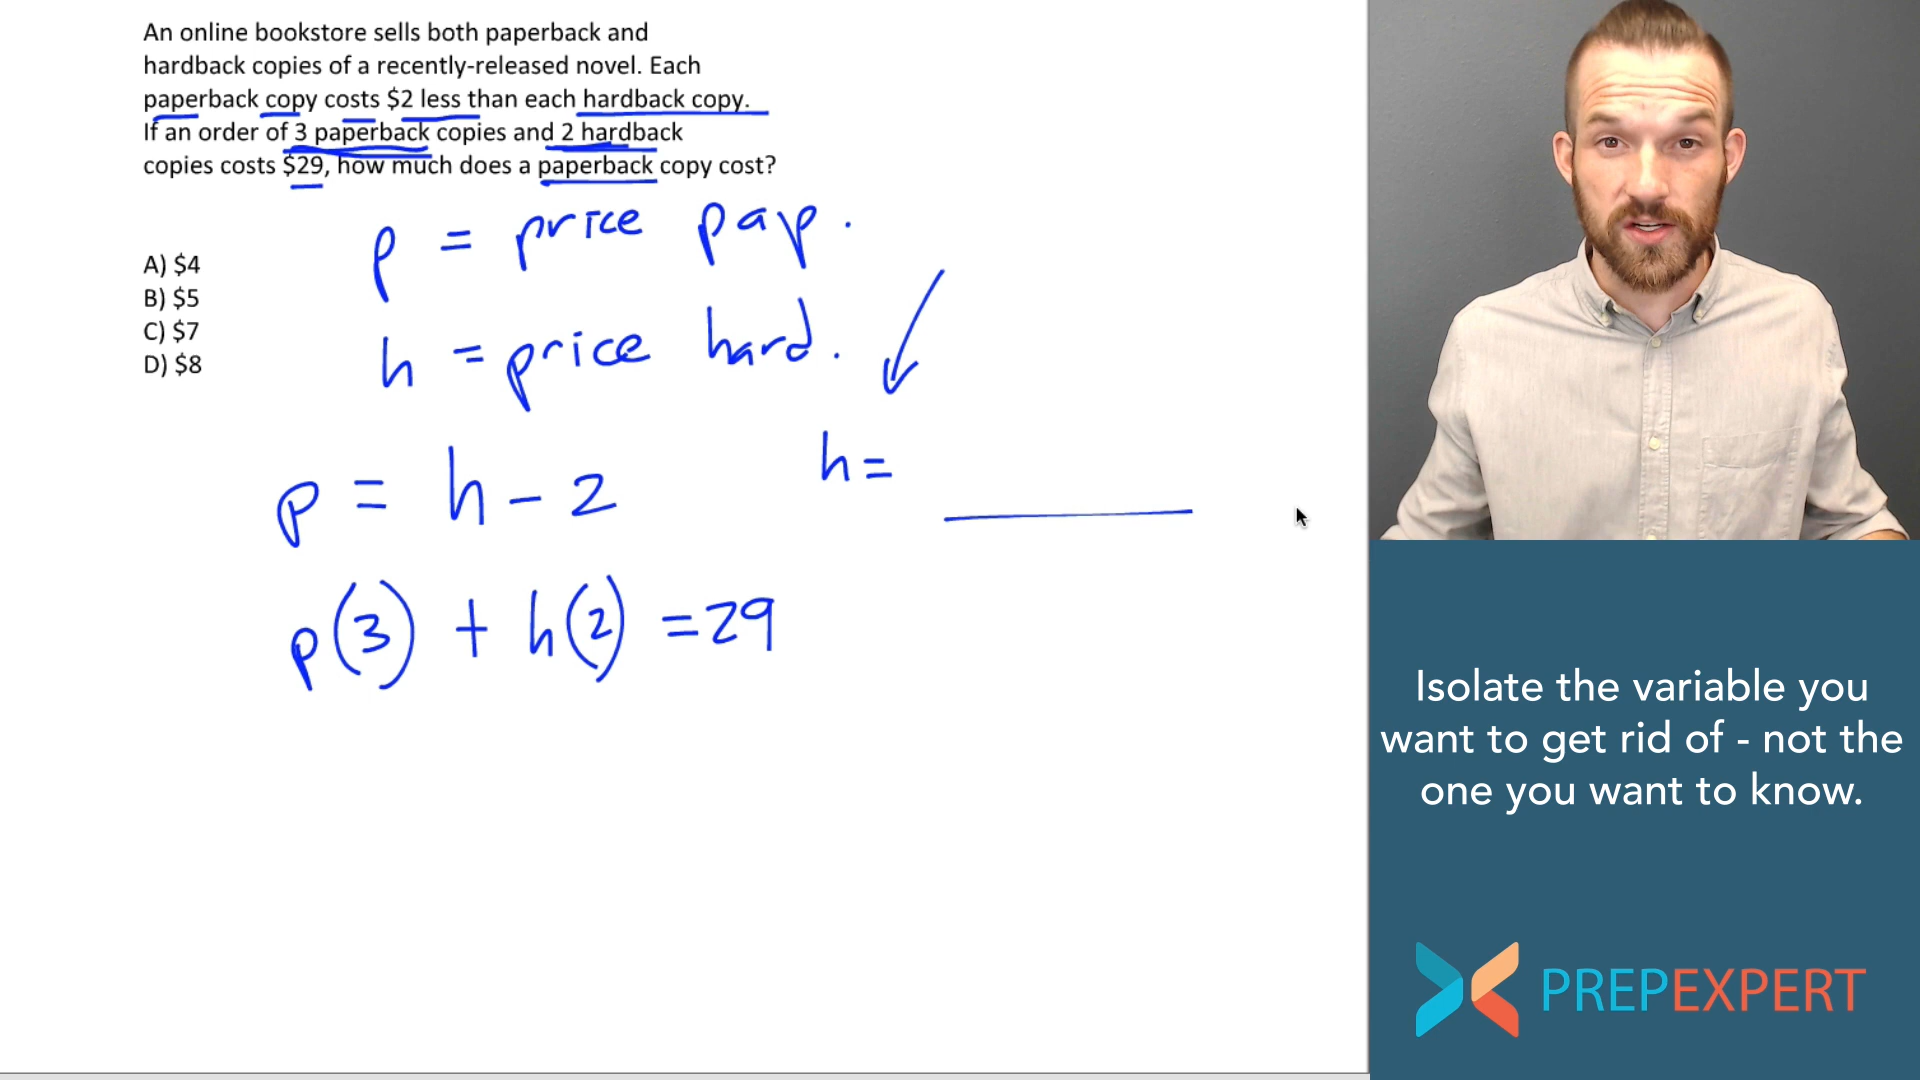 An online bookstore sells both paperback and
hardback copies of a recently-released novel. Each
paperback copy costs $2 less than each hardback copy.
If an order of 3 paperback copies and 2 hardback
copies costs $29, how much does a paperback copy cost?
A) $4
B) $5
C) $7
D) $8
p = price pap.
h = price hard.
p = h - 2
h =
p(3) + h(2) = 29
Isolate the variable you
want to get rid of - not the
one you want to know.
PREPEXPERT